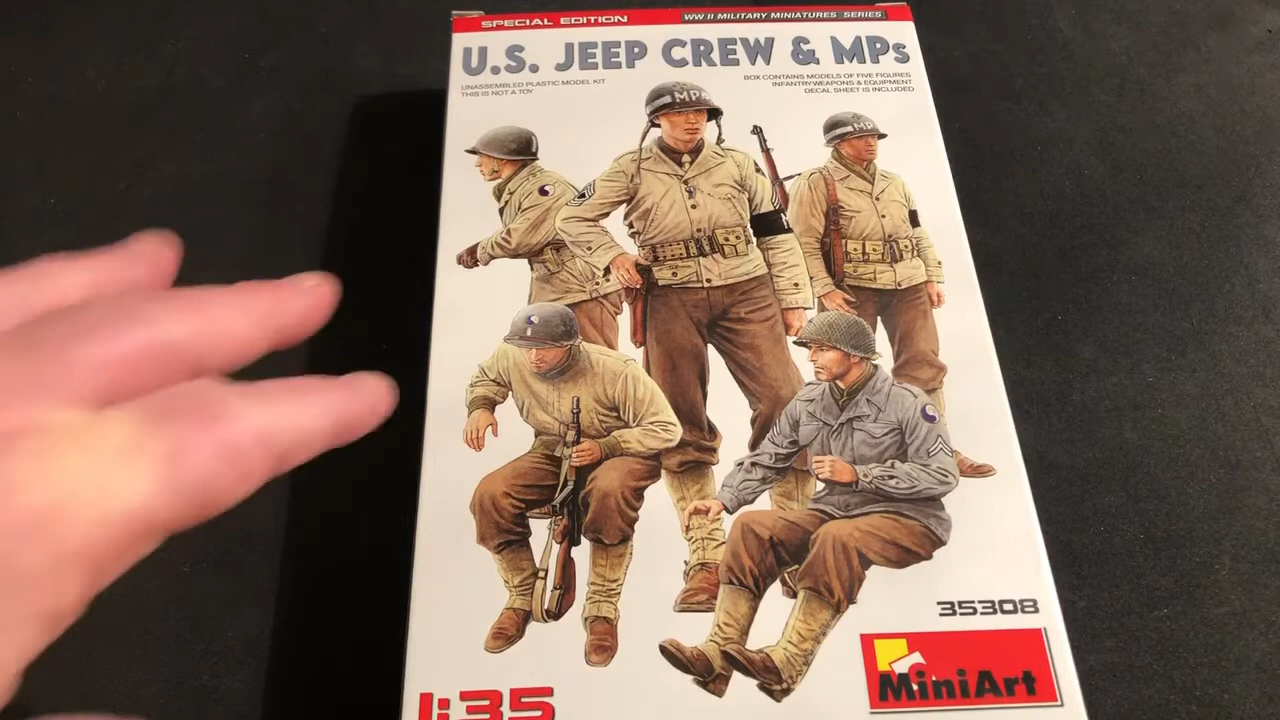 SPECIAL EDITION
WW II MILITARY MINIATURES SERIES
U.S. JEEP CREW & MPs
UNASSEMBLED PLASTIC MODEL KIT
THIS IS NOT A TOY
BOX CONTAINS MODELS OF FIVE FIGURES
INFANTRY WEAPONS & EQUIPMENT
DECAL SHEET IS INCLUDED
MP
MP
35308
MiniArt
1:35